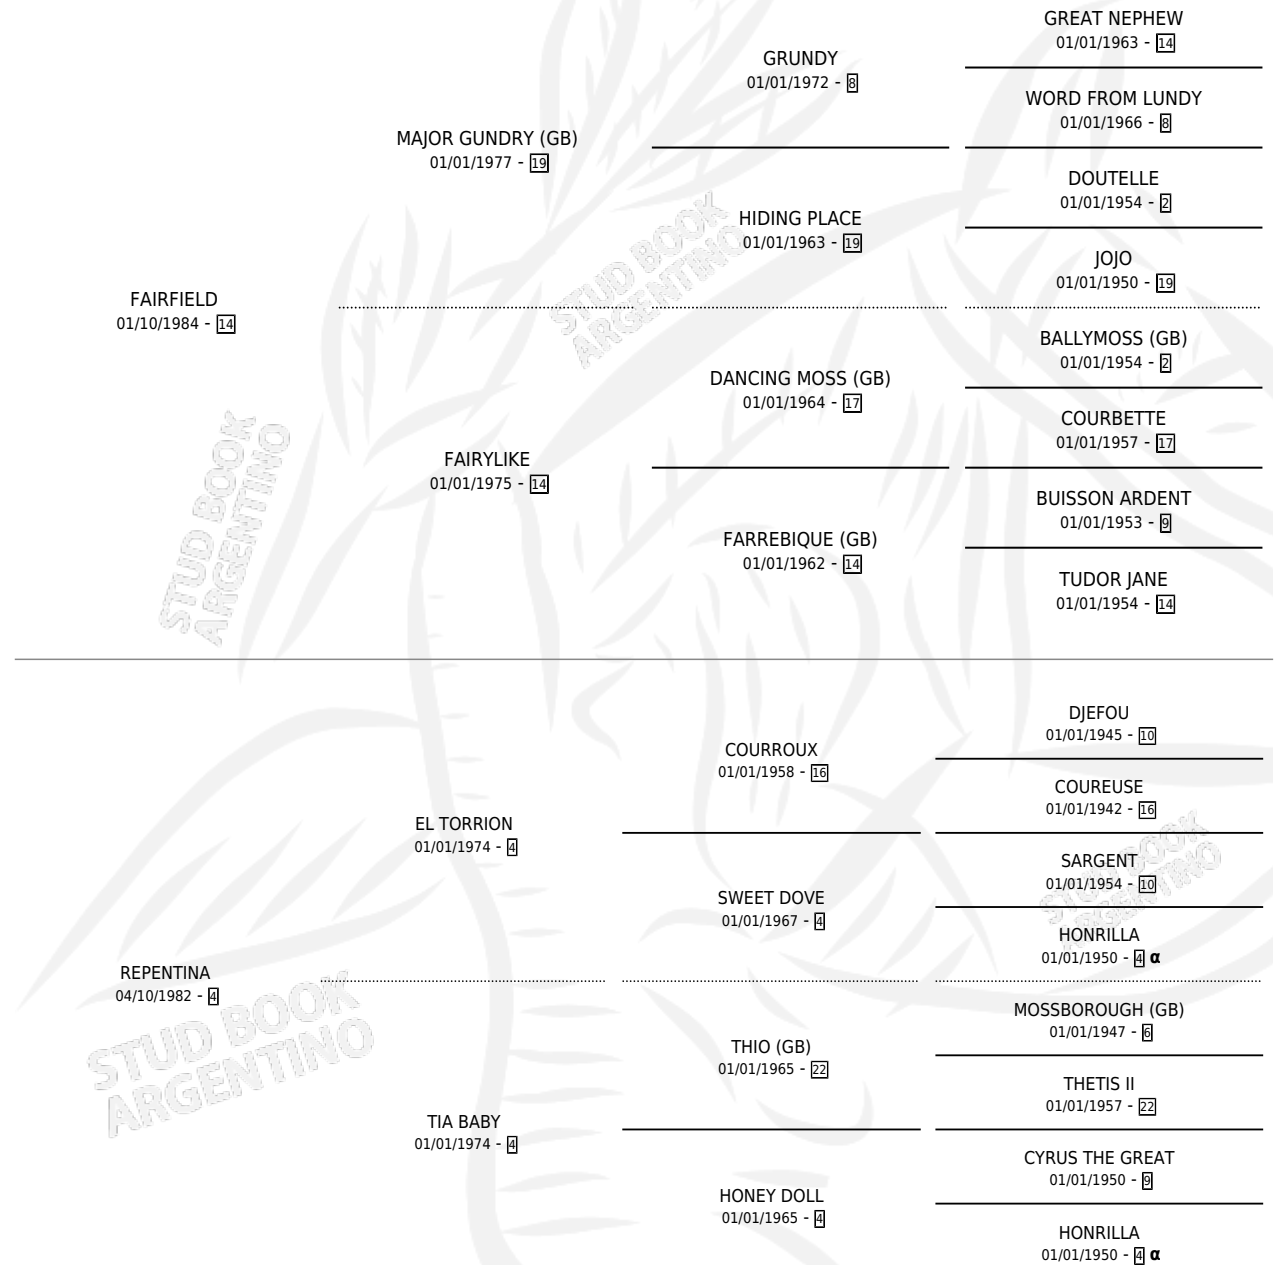 GREAT NEPHEW
01/01/1963 - 14
GRUNDY
01/01/1972 - 8
WORD FROM LUNDY
01/01/1966 - 8
MAJOR GUNDRY (GB)
01/01/1977 - 19
DOUTELLE
01/01/1954 - 2
HIDING PLACE
01/01/1963 - 19
JOJO
01/01/1950 - 19
STUD BOOK
ARGENTINO
FAIRFIELD
01/10/1984 - 14
BALLYMOSS (GB)
01/01/1954 - 2
DANCING MOSS (GB)
01/01/1964 - 17
COURBETTE
01/01/1957 - 17
FAIRYLIKE
01/01/1975 - 14
BUISSON ARDENT
01/01/1953 - 9
FARREBIQUE (GB)
01/01/1962 - 14
TUDOR JANE
01/01/1954 - 14
STUD BOOK
ARGENTINO
DJEFOU
01/01/1945 - 10
COURROUX
01/01/1958 - 16
COUREUSE
01/01/1942 - 16
EL TORRION
01/01/1974 - 4
SARGENT
01/01/1954 - 10
STUD BOOK
ARGENTINO
SWEET DOVE
01/01/1967 - 4
HONRILLA
01/01/1950 - 4 α
REPENTINA
04/10/1982 - 4
STUD BOOK
ARGENTINO
MOSSBOROUGH (GB)
01/01/1947 - 6
THIO (GB)
01/01/1965 - 22
THETIS II
01/01/1957 - 22
TIA BABY
01/01/1974 - 4
CYRUS THE GREAT
01/01/1950 - 9
HONEY DOLL
01/01/1965 - 4
HONRILLA
01/01/1950 - 4 α